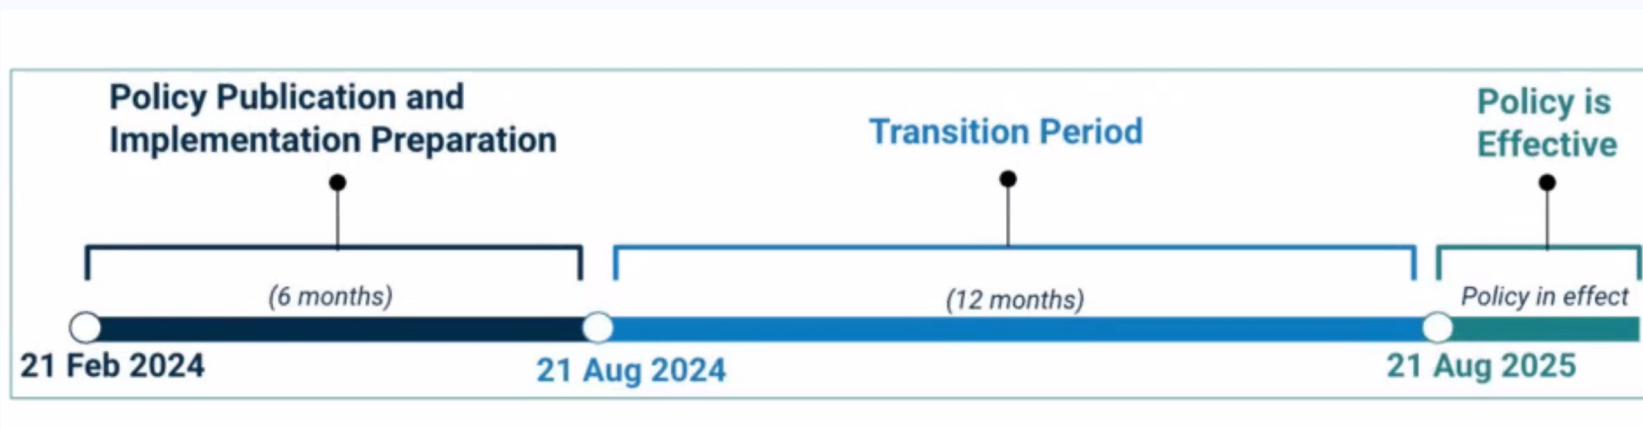 Policy Publication and
Implementation Preparation
Transition Period
Policy is
Effective
(6 months)
(12 months)
Policy in effect
21 Feb 2024
21 Aug 2024
21 Aug 2025